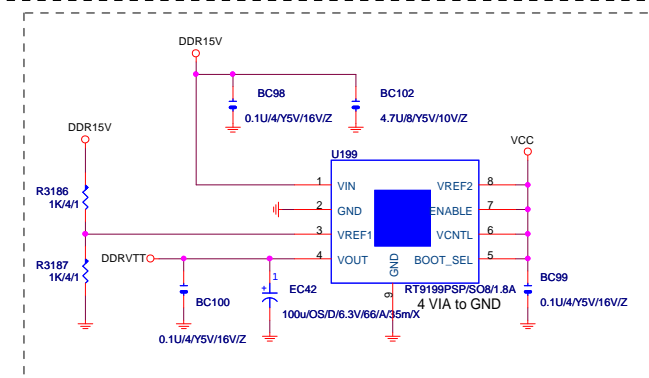 DDR15V
BC98
0.1U/4/Y5V/16V/Z
BC102
4.7U/8/Y5V/10V/Z
DDR15V
R3186
1K/4/1
R3187
1K/4/1
DDRVTT
BC100
0.1U/4/Y5V/16V/Z
1
EC42
100u/OS/D/6.3V/66/A/35m/X
U199
1 VIN
2 GND
3 VREF1
4 VOUT
VREF2 8
ENABLE 7
VCNTL 6
BOOT_SEL 5
GND
9
RT9199PSP/SO8/1.8A
4 VIA to GND
VCC
BC99
0.1U/4/Y5V/16V/Z